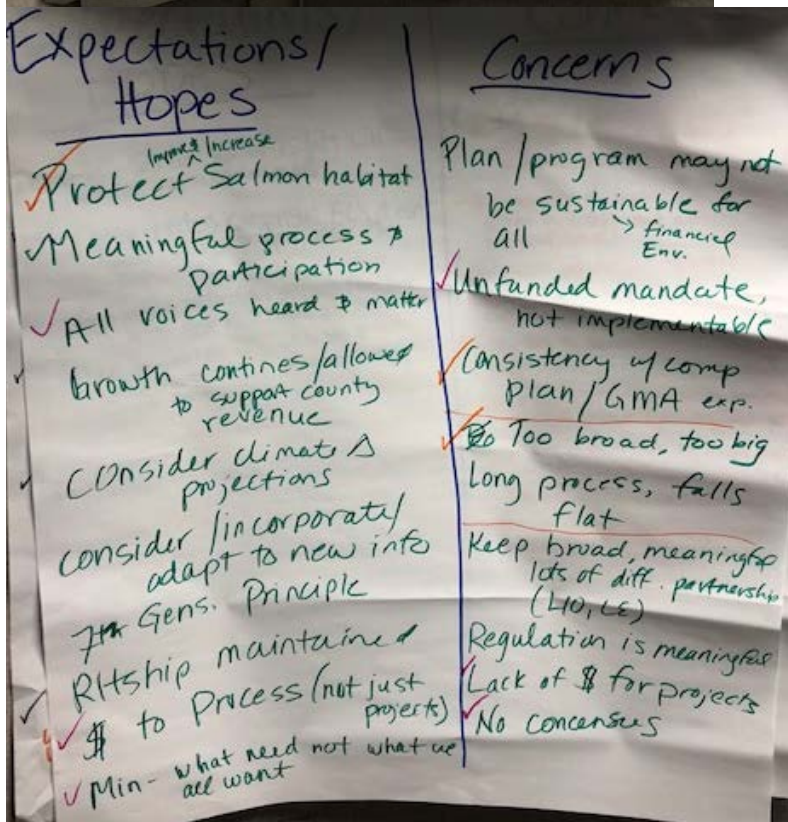 Expectations/
Hopes
Improve & Increase
Protect ^ Salmon habitat
Meaningful process &
participation
All voices heard & matter
Growth contines/allowed
to support county
revenue
Consider climate Δ
projections
consider/incorporate/
adapt to new info
7th Gens. Principle
RHship maintained
$ to Process (not just
projects)
Min - what need not what we
all want
Concerns
Plan/program may not
be sustainable for
all
→ financial
Env.
Unfunded mandate,
not implementable
Consistency w/ comp
plan/GMA exp.
Too broad, too big
Long process, falls
flat
Keep broad, meaningful
lots of diff. partnership
(LIO, LE)
Regulation is meaningful
Lack of $ for projects
No concensus